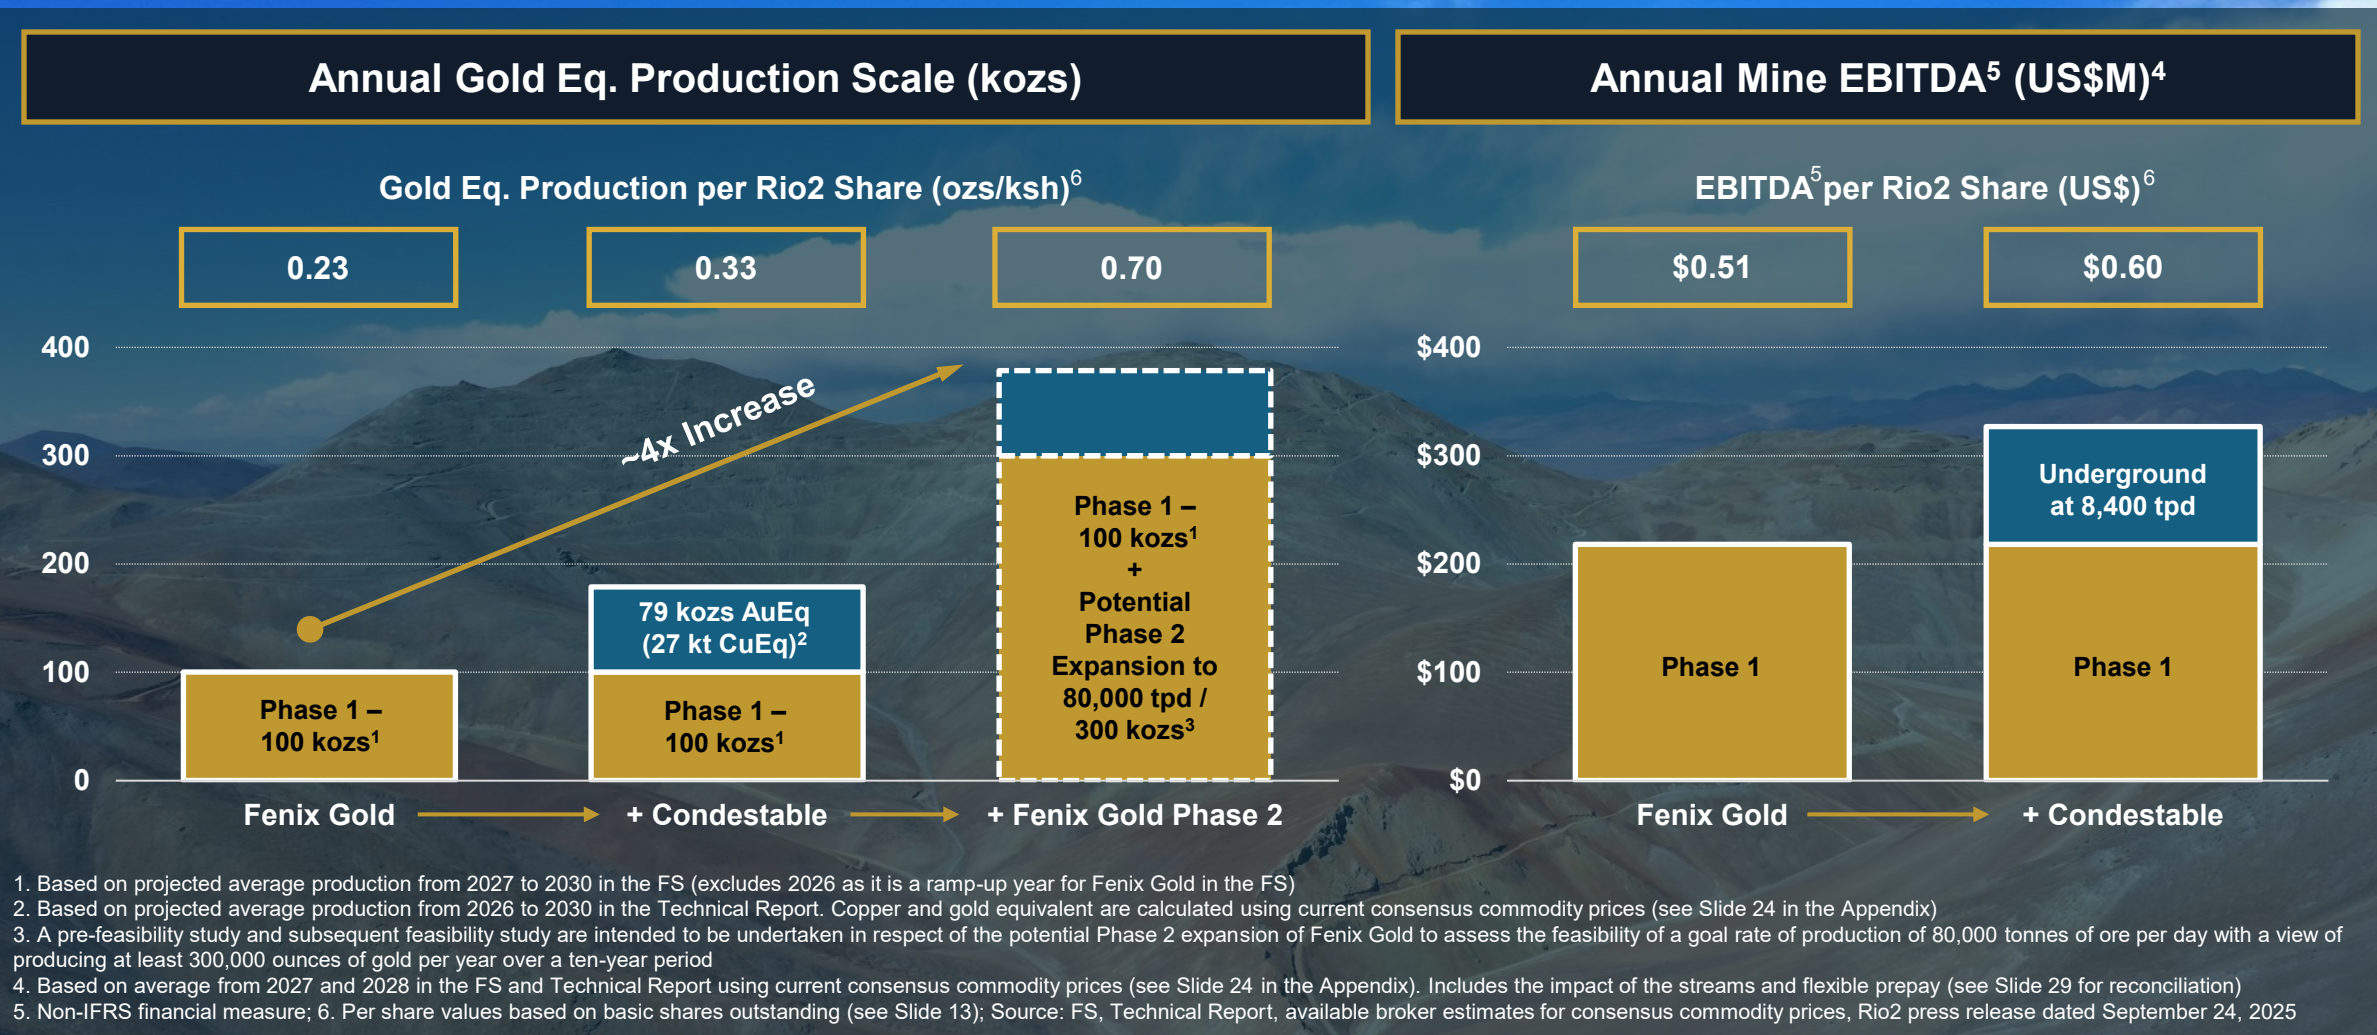 Annual Gold Eq. Production Scale (kozs)
Annual Mine EBITDA⁵ (US$M)⁴
Gold Eq. Production per Rio2 Share (ozs/ksh)⁶
0.23
0.33
0.70
EBITDA⁵ per Rio2 Share (US$)⁶
$0.51
$0.60
400
300
200
100
0
~4x Increase
Phase 1 –
100 kozs¹
79 kozs AuEq
(27 kt CuEq)²
Phase 1 –
100 kozs¹
Phase 1 –
100 kozs¹
+
Potential
Phase 2
Expansion to
80,000 tpd /
300 kozs³
Fenix Gold
+ Condestable
+ Fenix Gold Phase 2
$400
$300
$200
$100
$0
Phase 1
Underground
at 8,400 tpd
Phase 1
Fenix Gold
+ Condestable
1. Based on projected average production from 2027 to 2030 in the FS (excludes 2026 as it is a ramp-up year for Fenix Gold in the FS)
2. Based on projected average production from 2026 to 2030 in the Technical Report. Copper and gold equivalent are calculated using current consensus commodity prices (see Slide 24 in the Appendix)
3. A pre-feasibility study and subsequent feasibility study are intended to be undertaken in respect of the potential Phase 2 expansion of Fenix Gold to assess the feasibility of a goal rate of production of 80,000 tonnes of ore per day with a view of
producing at least 300,000 ounces of gold per year over a ten-year period
4. Based on average from 2027 and 2028 in the FS and Technical Report using current consensus commodity prices (see Slide 24 in the Appendix). Includes the impact of the streams and flexible prepay (see Slide 29 for reconciliation)
5. Non-IFRS financial measure; 6. Per share values based on basic shares outstanding (see Slide 13); Source: FS, Technical Report, available broker estimates for consensus commodity prices, Rio2 press release dated September 24, 2025